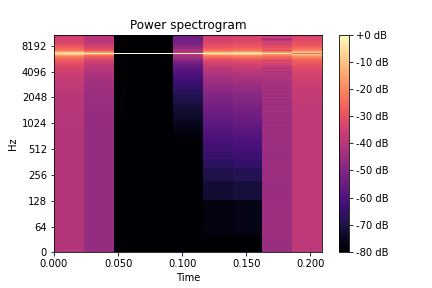 Power spectrogram
8192
4096
2048
1024
512
256
128
64
0
Hz
0.000 0.050 0.100 0.150 0.200
Time
+0 dB
-10 dB
-20 dB
-30 dB
-40 dB
-50 dB
-60 dB
-70 dB
-80 dB